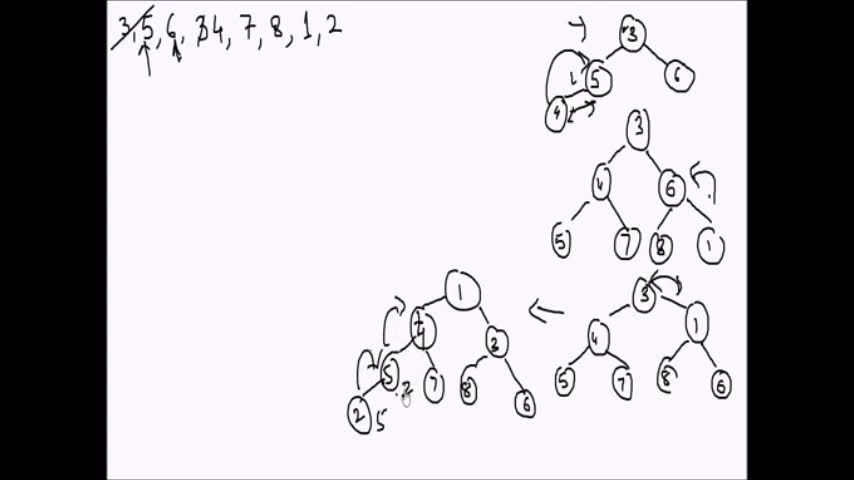 3, 5, 6, 34, 7, 8, 1, 2
3
5 6
4
3
4 6
5 7 8 1
3
4 1
5 7 8 6
1
4 3
5 2 7 8 6
2 5